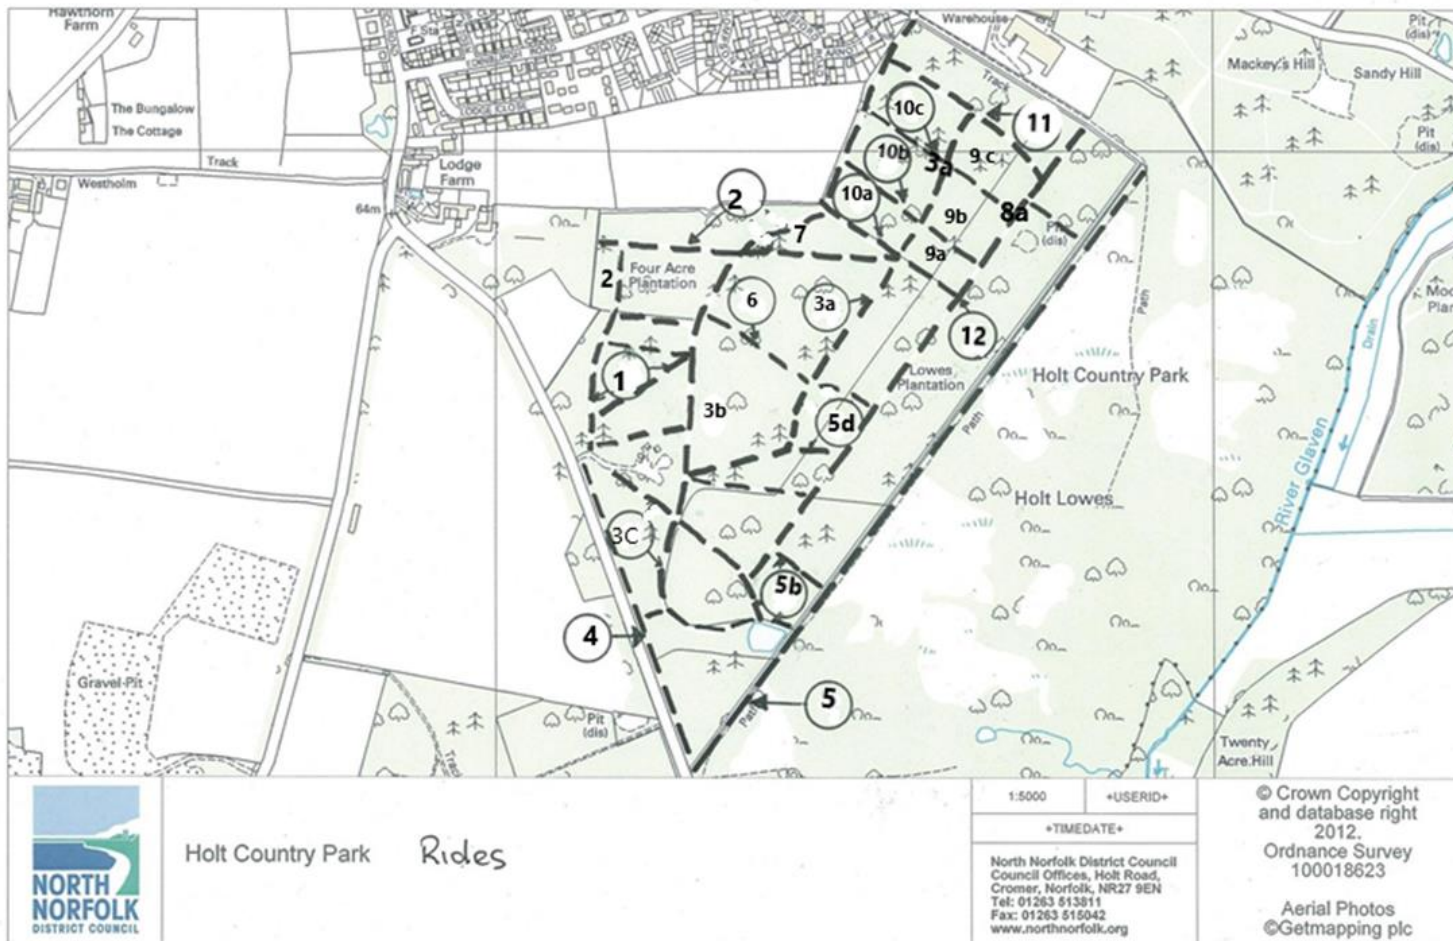 Hawthorn
Farm
F Sta
Warehouse
Pit
(dis)
Mackey's Hill
Sandy Hill
The Bungalow
The Cottage
Track
10c
11
Pit
(dis)
Track
Lodge
Farm
10b
3a
9 c
Westholm
64m
2
10a
9b
8a
7
Pit
(dis)
9a
2
Four Acre
Plantation
6
3a
12
Drain
Path
Lowes
Plantation
Holt Country Park
1
3b
5d
Path
River Glaven
Holt Lowes
3C
5b
4
Gravel Pit
5
Path
Pit
(dis)
Track
Twenty
Acre Hill
NORTH
NORFOLK
DISTRICT COUNCIL
Holt Country Park Rides
1:5000 +USERID+
+TIMEDATE+
North Norfolk District Council
Council Offices, Holt Road,
Cromer, Norfolk, NR27 9EN
Tel: 01263 513811
Fax: 01263 515042
www.northnorfolk.org
© Crown Copyright
and database right
2012.
Ordnance Survey
100018623
Aerial Photos
©Getmapping plc